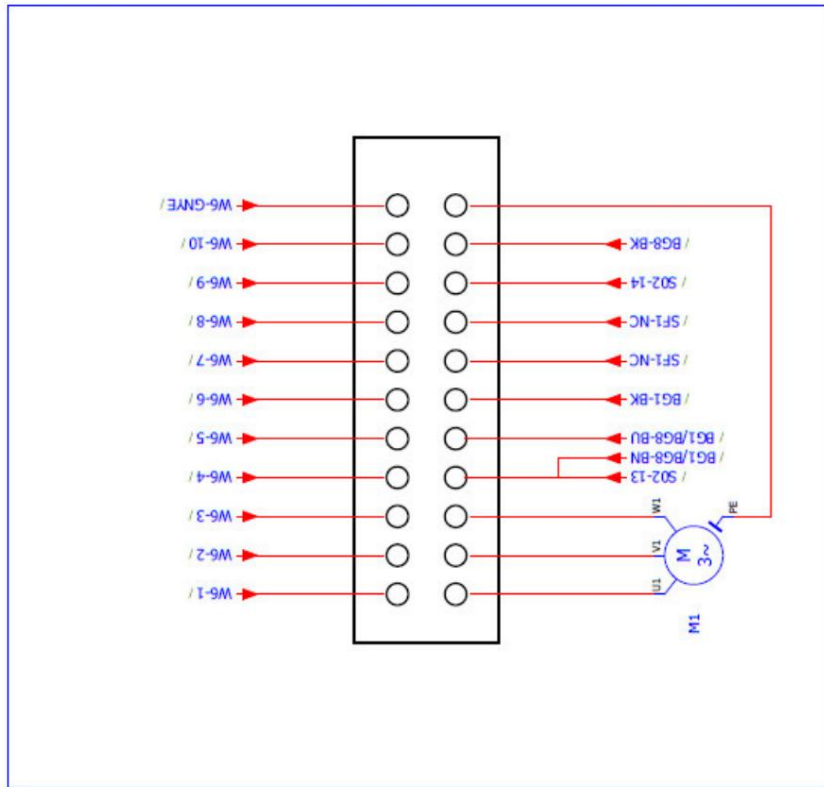 W6-GNYE /
W6-10 /
W6-9 /
W6-8 /
W6-7 /
W6-6 /
W6-5 /
W6-4 /
W6-3 /
W6-2 /
W6-1 /
/ BG8-BK
/ S02-14
/ SF1-NC
/ SF1-NC
/ BG1-BK
/ BG1/BG8-BU
/ BG1/BG8-BN
/ S02-13
W1
V1
U1
PE
M
3~
M1